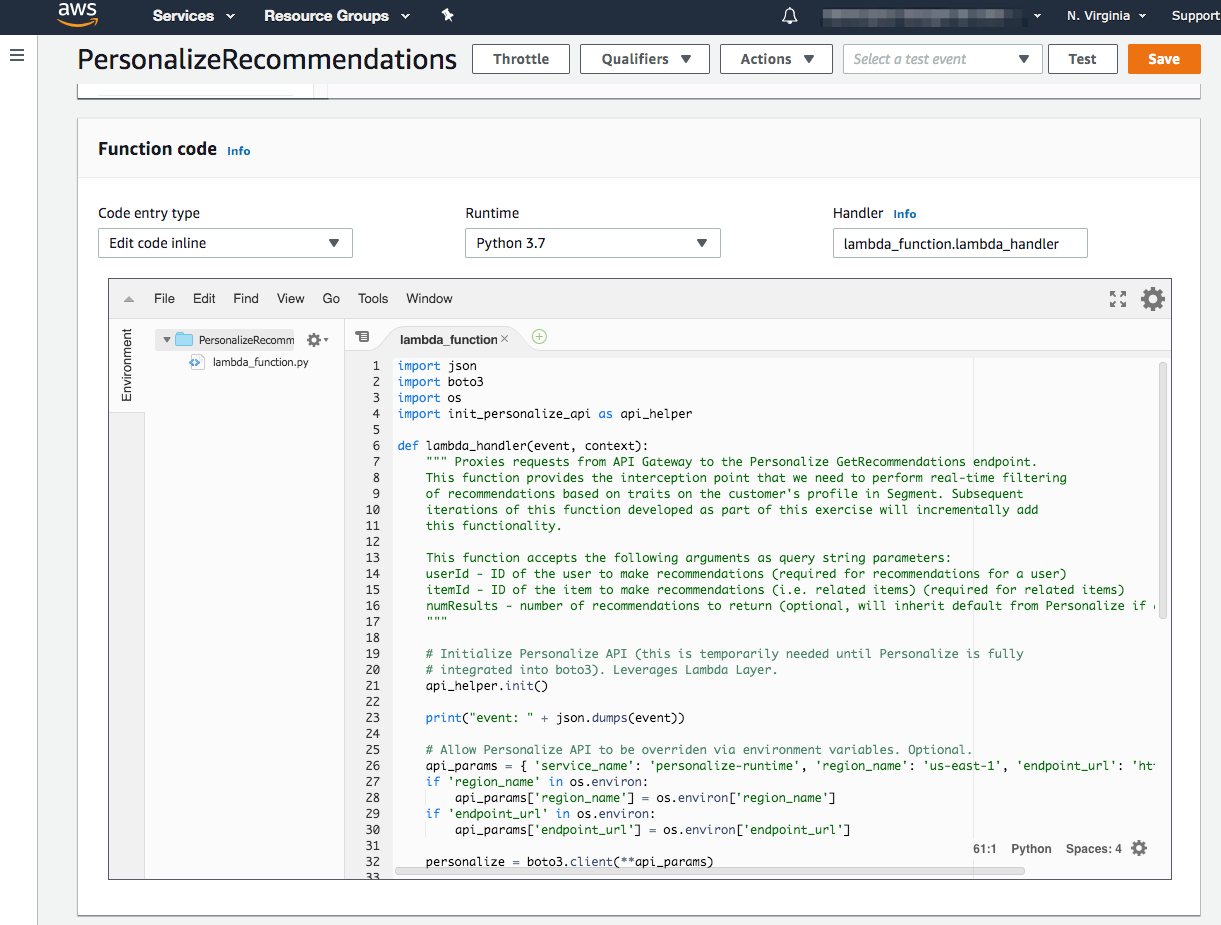 aws Services Resource Groups N. Virginia Support
PersonalizeRecommendations Throttle Qualifiers Actions Select a test event Test Save
Function code Info
Code entry type Runtime Handler Info
Edit code inline Python 3.7 lambda_function.lambda_handler
File Edit Find View Go Tools Window
Environment
PersonalizeRecomm
lambda_function.py
lambda_function
1 import json
2 import boto3
3 import os
4 import init_personalize_api as api_helper
5
6 def lambda_handler(event, context):
7 """ Proxies requests from API Gateway to the Personalize GetRecommendations endpoint.
8 This function provides the interception point that we need to perform real-time filtering
9 of recommendations based on traits on the customer's profile in Segment. Subsequent
10 iterations of this function developed as part of this exercise will incrementally add
11 this functionality.
12
13 This function accepts the following arguments as query string parameters:
14 userId - ID of the user to make recommendations (required for recommendations for a user)
15 itemId - ID of the item to make recommendations (i.e. related items) (required for related items)
16 numResults - number of recommendations to return (optional, will inherit default from Personalize if
17 """
18
19 # Initialize Personalize API (this is temporarily needed until Personalize is fully
20 # integrated into boto3). Leverages Lambda Layer.
21 api_helper.init()
22
23 print("event: " + json.dumps(event))
24
25 # Allow Personalize API to be overriden via environment variables. Optional.
26 api_params = { 'service_name': 'personalize-runtime', 'region_name': 'us-east-1', 'endpoint_url': 'ht
27 if 'region_name' in os.environ:
28 api_params['region_name'] = os.environ['region_name']
29 if 'endpoint_url' in os.environ:
30 api_params['endpoint_url'] = os.environ['endpoint_url']
31
32 personalize = boto3.client(**api_params)
33
61:1 Python Spaces: 4